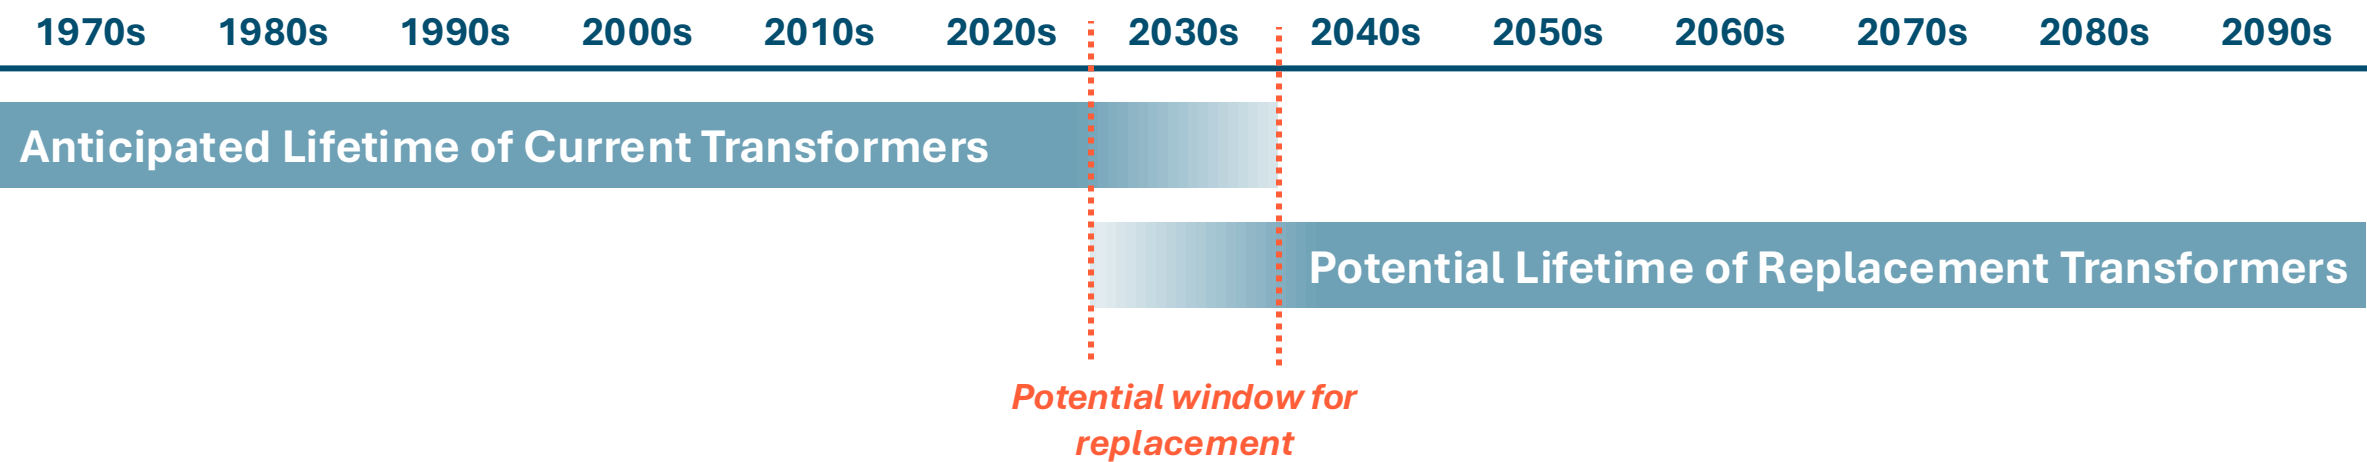 1970s 1980s 1990s 2000s 2010s 2020s 2030s 2040s 2050s 2060s 2070s 2080s 2090s
Anticipated Lifetime of Current Transformers
Potential Lifetime of Replacement Transformers
Potential window for
replacement